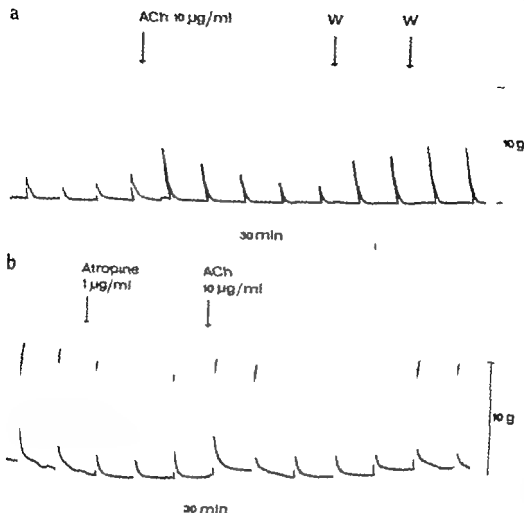 a
ACh 10 µg/ml
W
W
10 g
30 min
b
Atropine
1 µg/ml
ACh
10 µg/ml
10 g
30 min